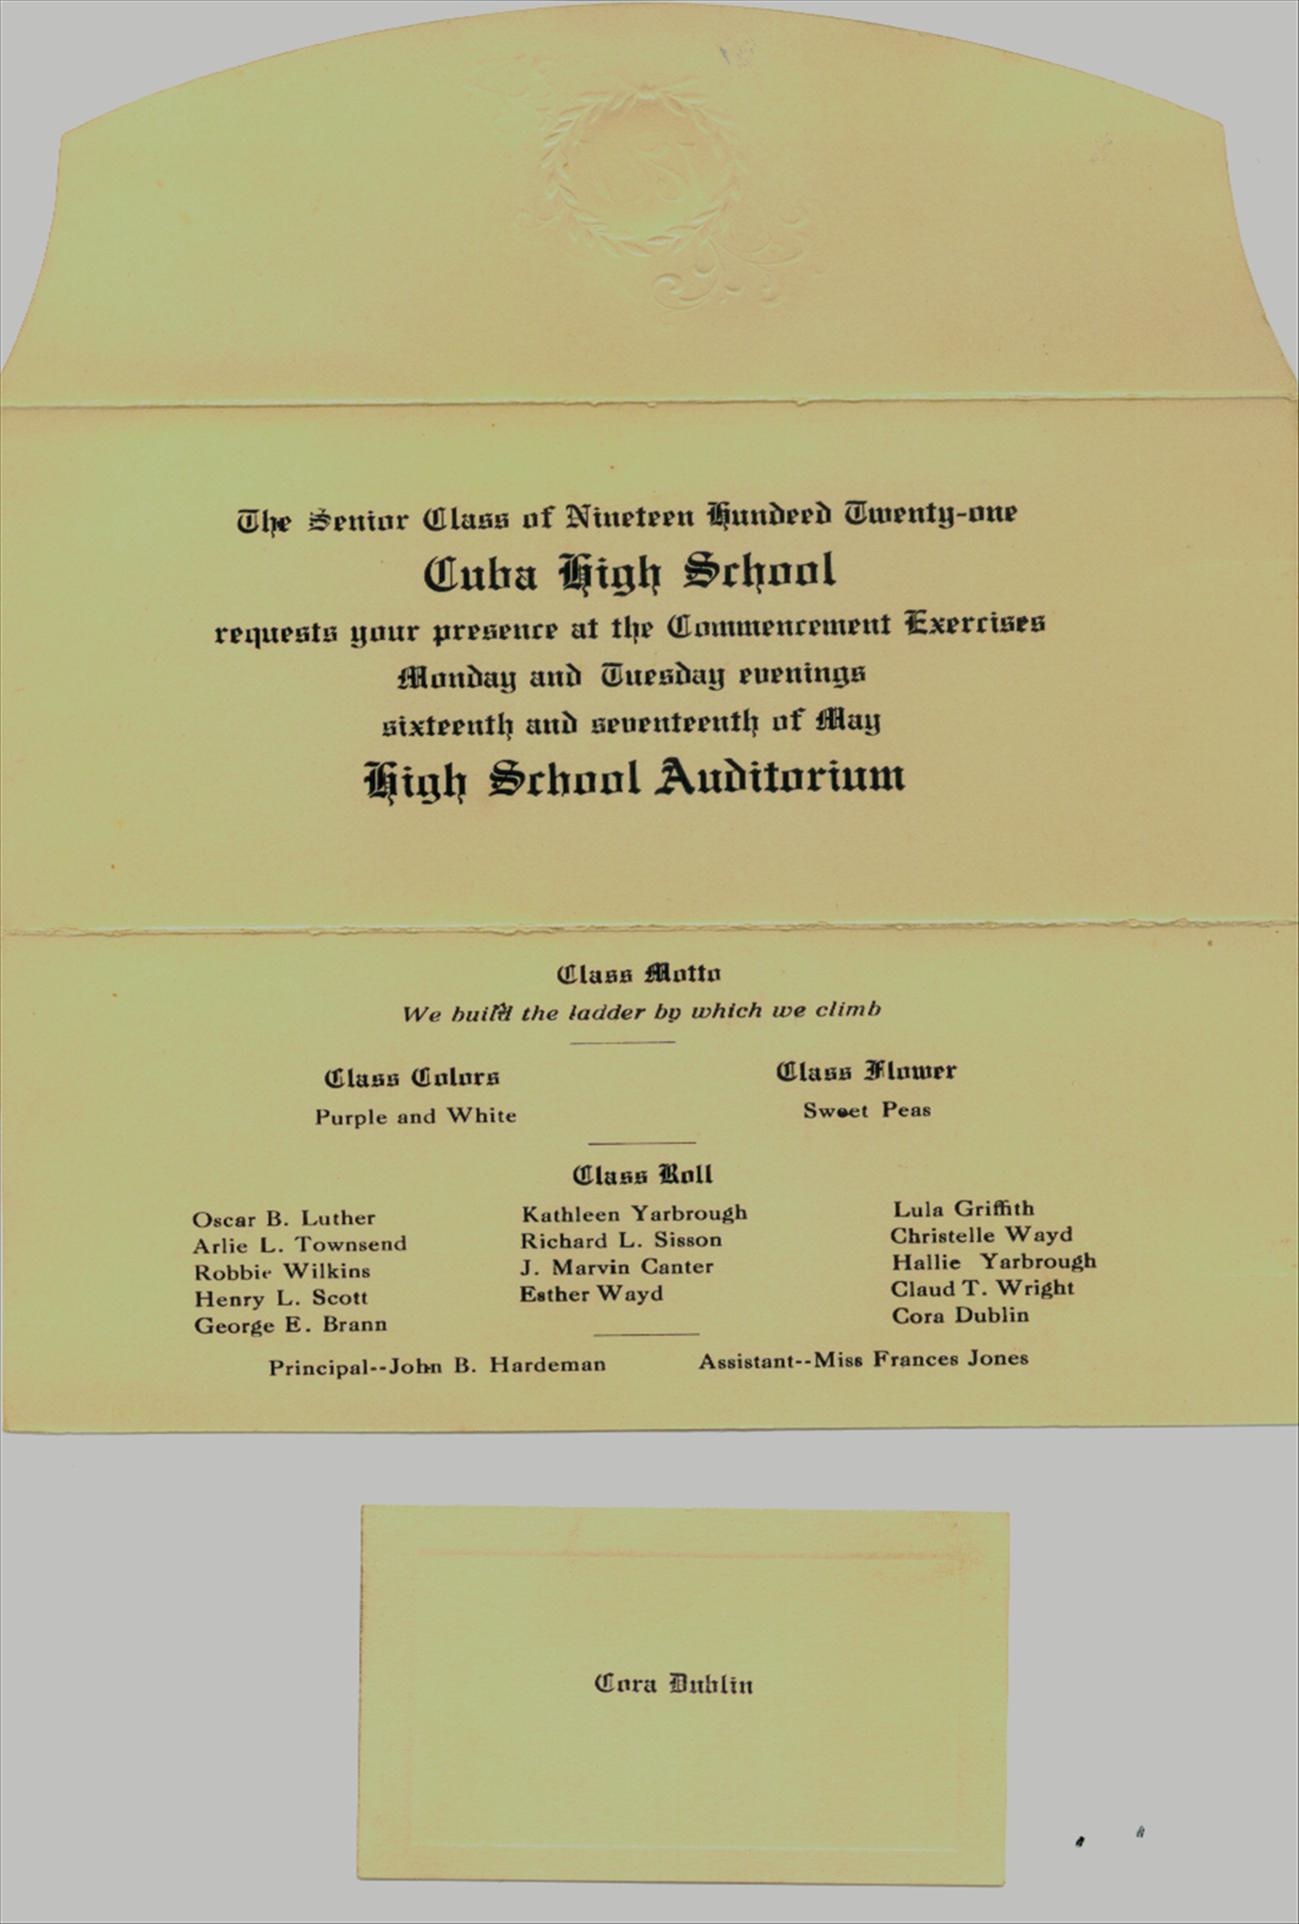 The Senior Class of Nineteen Hundeed Twenty-one
Cuba High School
requests your presence at the Commencement Exercises
Monday and Tuesday evenings
sixteenth and seventeenth of May
High School Auditorium
Class Motto
We build the ladder by which we climb
Class Colors
Purple and White
Class Flower
Sweet Peas
Class Roll
Oscar B. Luther
Arlie L. Townsend
Robbie Wilkins
Henry L. Scott
George E. Brann
Kathleen Yarbrough
Richard L. Sisson
J. Marvin Canter
Esther Wayd
Lula Griffith
Christelle Wayd
Hallie Yarbrough
Claud T. Wright
Cora Dublin
Principal--John B. Hardeman
Assistant--Miss Frances Jones
Cora Dublin